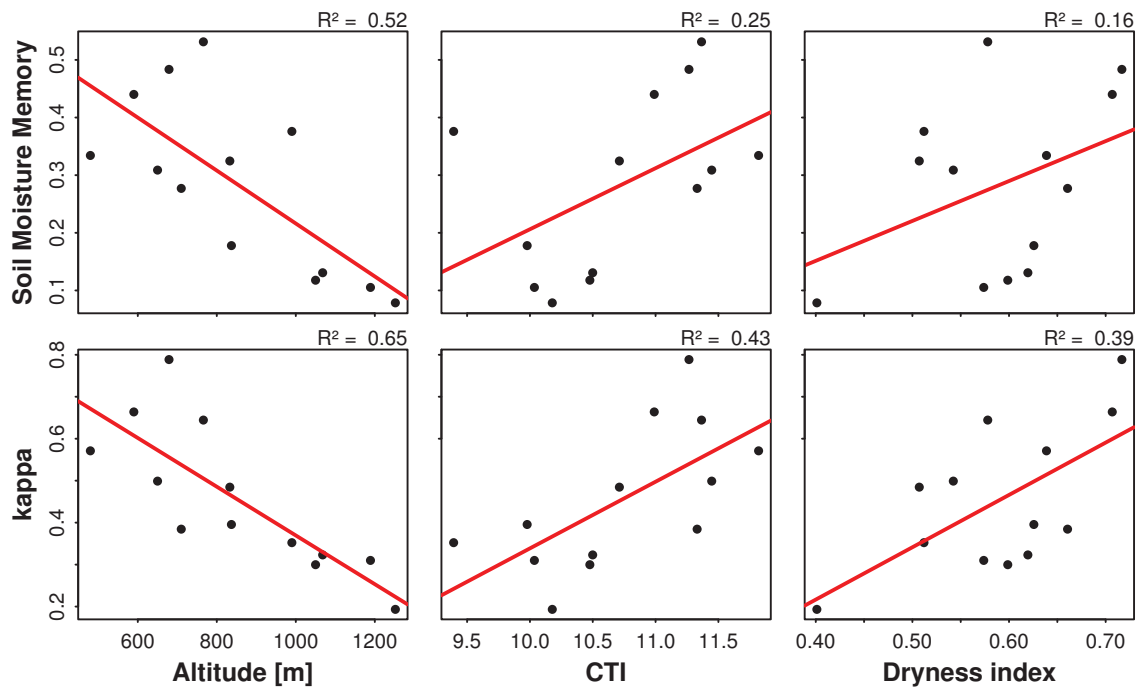 R² = 0.52
R² = 0.25
R² = 0.16
Soil Moisture Memory
0.1 0.2 0.3 0.4 0.5
R² = 0.65
R² = 0.43
R² = 0.39
kappa
0.2 0.4 0.6 0.8
600 800 1000 1200
9.5 10.0 10.5 11.0 11.5
0.40 0.50 0.60 0.70
Altitude [m]
CTI
Dryness index